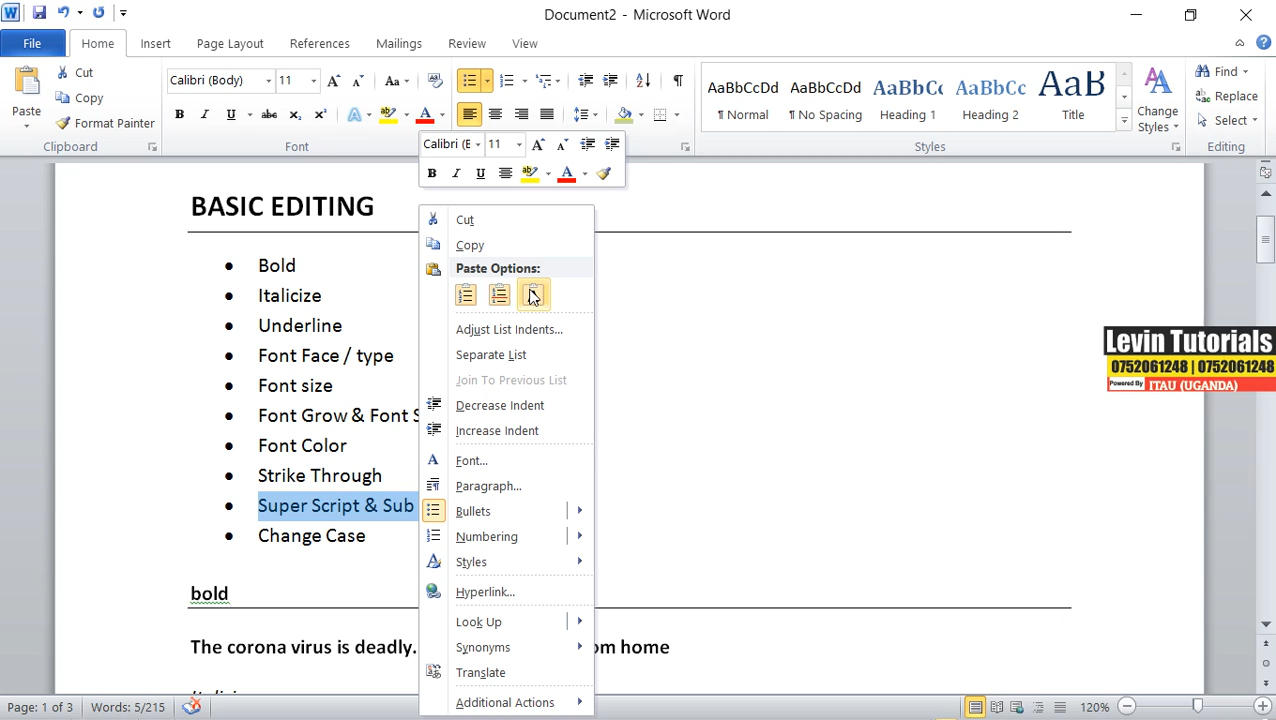 Document2 - Microsoft Word
File Home Insert Page Layout References Mailings Review View
Paste
Cut
Copy
Format Painter
Clipboard
Calibri (Body) 11
Font
AaBbCcDd AaBbCcDd AaBbCc AaBbCc AaB
¶ Normal ¶ No Spacing Heading 1 Heading 2 Title
Change Styles
Styles
Find
Replace
Select
Editing
Calibri (E 11
BASIC EDITING
• Bold
• Italicize
• Underline
• Font Face / type
• Font size
• Font Grow & Font S
• Font Color
• Strike Through
• Super Script & Sub
• Change Case
bold
The corona virus is deadly.
om home
Cut
Copy
Paste Options:
Adjust List Indents...
Separate List
Join To Previous List
Decrease Indent
Increase Indent
Font...
Paragraph...
Bullets
Numbering
Styles
Hyperlink...
Look Up
Synonyms
Translate
Additional Actions
Levin Tutorials
0752061248 | 0752061248
Powered By ITAU (UGANDA)
Page: 1 of 3 Words: 5/215 120%